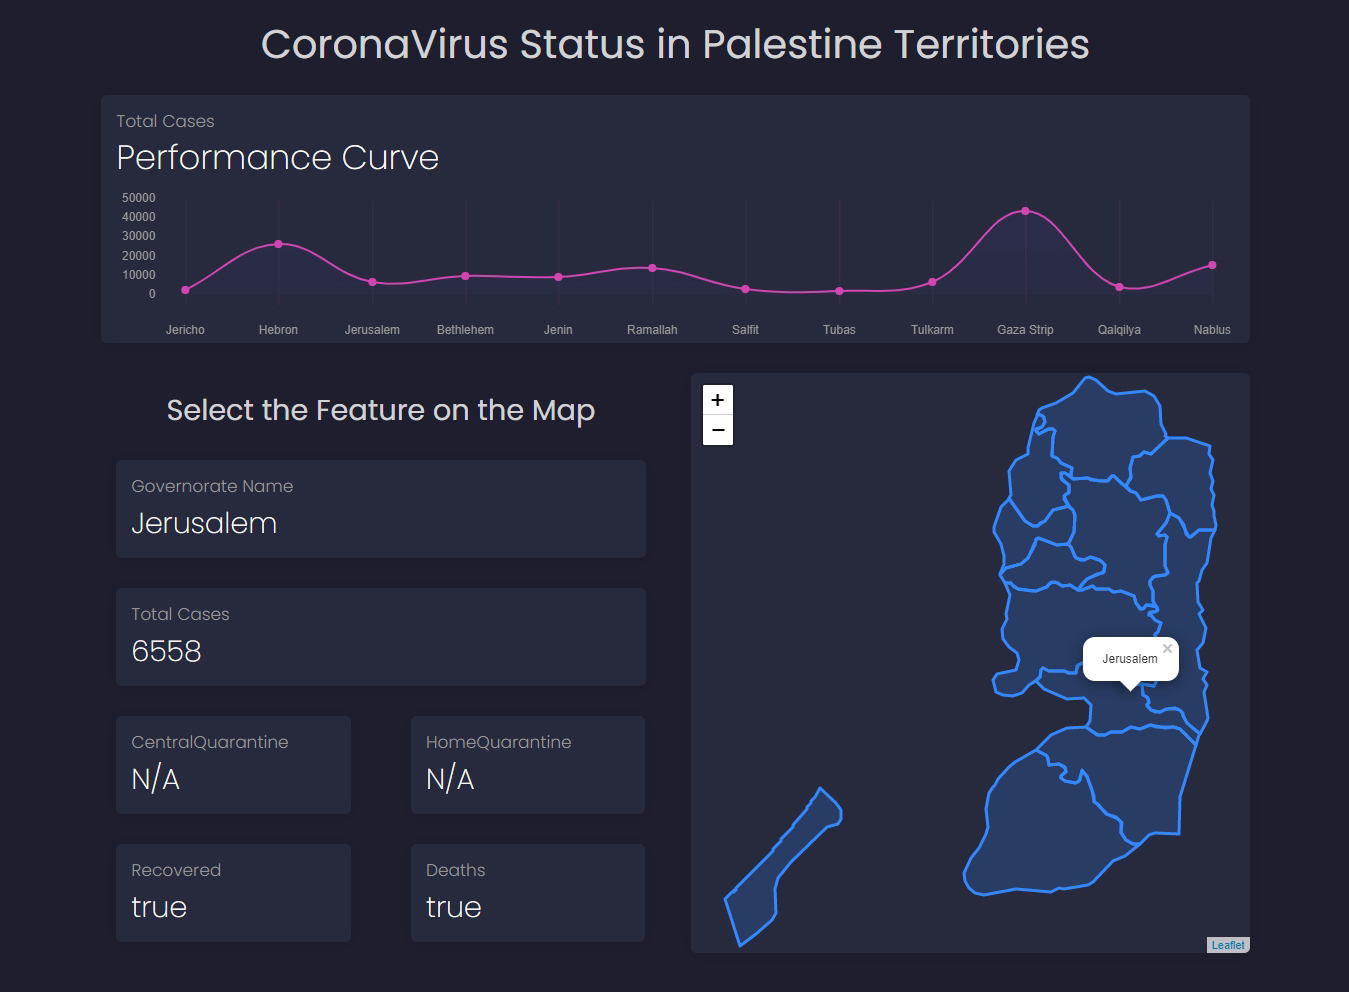 CoronaVirus Status in Palestine Territories
Total Cases
Performance Curve
50000
40000
30000
20000
10000
0
Jericho Hebron Jerusalem Bethlehem Jenin Ramallah Salfit Tubas Tulkarm Gaza Strip Qalqilya Nablus
Select the Feature on the Map
Governorate Name
Jerusalem
Total Cases
6558
CentralQuarantine
N/A
HomeQuarantine
N/A
Recovered
true
Deaths
true
+
−
Jerusalem ×
Leaflet